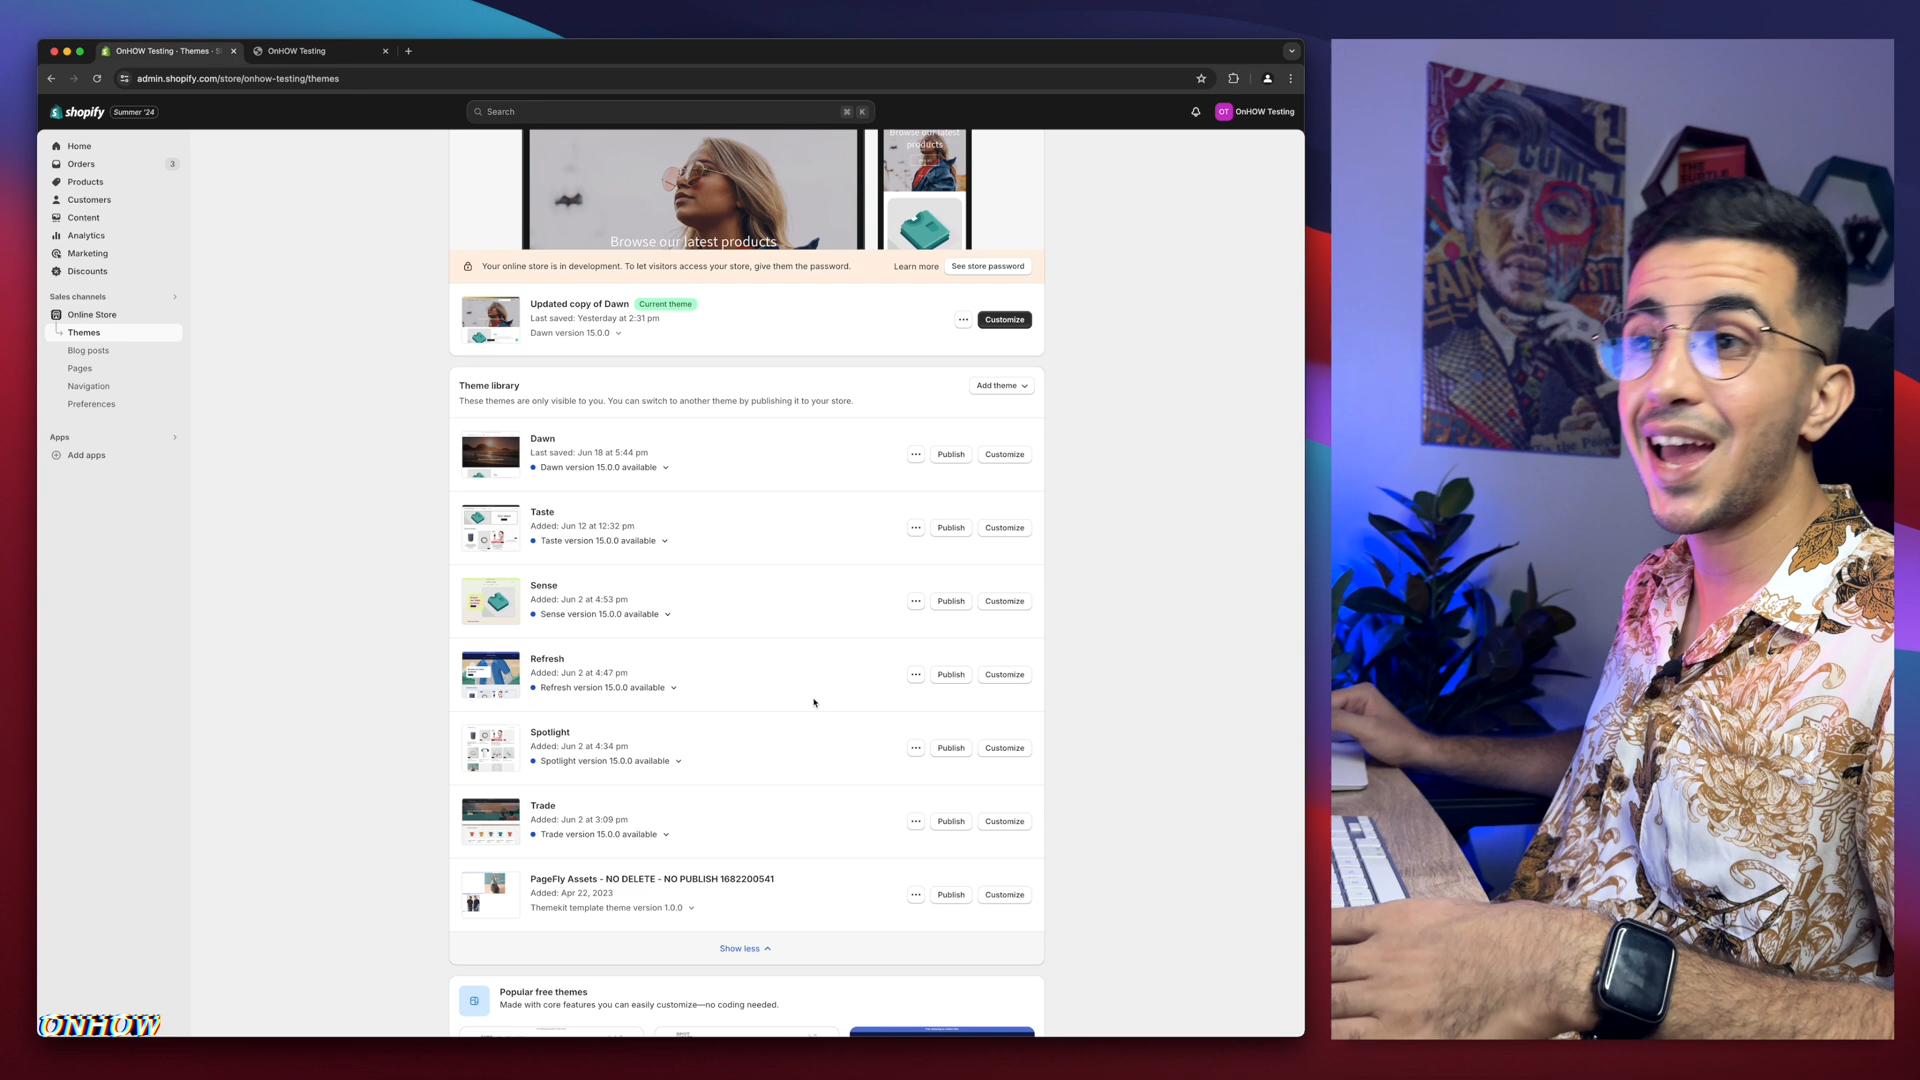 OnHOW Testing · Themes · S
OnHOW Testing
admin.shopify.com/store/onhow-testing/themes
shopify
Summer '24
Search
⌘ K
OT
OnHOW Testing
Home
Orders
3
Products
Customers
Content
Analytics
Marketing
Discounts
Sales channels
Online Store
Themes
Blog posts
Pages
Navigation
Preferences
Apps
Add apps
Browse our latest products
Browse our latest
products
Your online store is in development. To let visitors access your store, give them the password.
Learn more
See store password
Updated copy of Dawn
Current theme
Last saved: Yesterday at 2:31 pm
Dawn version 15.0.0
Customize
Theme library
Add theme
These themes are only visible to you. You can switch to another theme by publishing it to your store.
Dawn
Last saved: Jun 18 at 5:44 pm
Dawn version 15.0.0 available
Publish
Customize
Taste
Added: Jun 12 at 12:32 pm
Taste version 15.0.0 available
Publish
Customize
Sense
Added: Jun 2 at 4:53 pm
Sense version 15.0.0 available
Publish
Customize
Refresh
Added: Jun 2 at 4:47 pm
Refresh version 15.0.0 available
Publish
Customize
Spotlight
Added: Jun 2 at 4:34 pm
Spotlight version 15.0.0 available
Publish
Customize
Trade
Added: Jun 2 at 3:09 pm
Trade version 15.0.0 available
Publish
Customize
PageFly Assets - NO DELETE - NO PUBLISH 1682200541
Added: Apr 22, 2023
Themekit template theme version 1.0.0
Publish
Customize
Show less
Popular free themes
Made with core features you can easily customize—no coding needed.
ONHOW
THE
SUBTLE